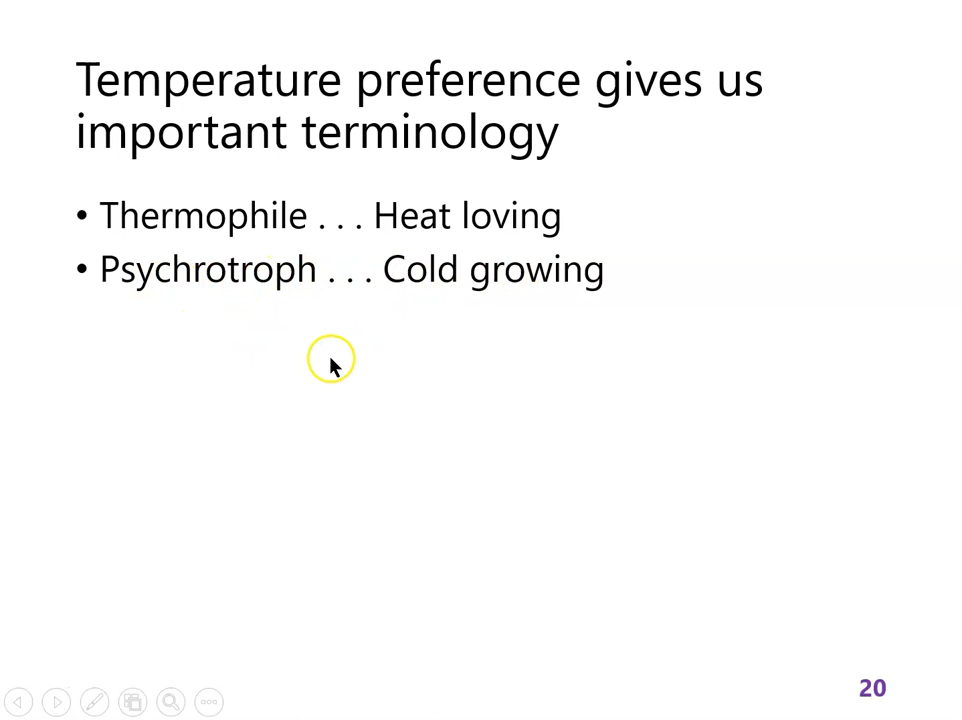 Temperature preference gives us
important terminology
• Thermophile . . . Heat loving
• Psychrotroph . . . Cold growing
20